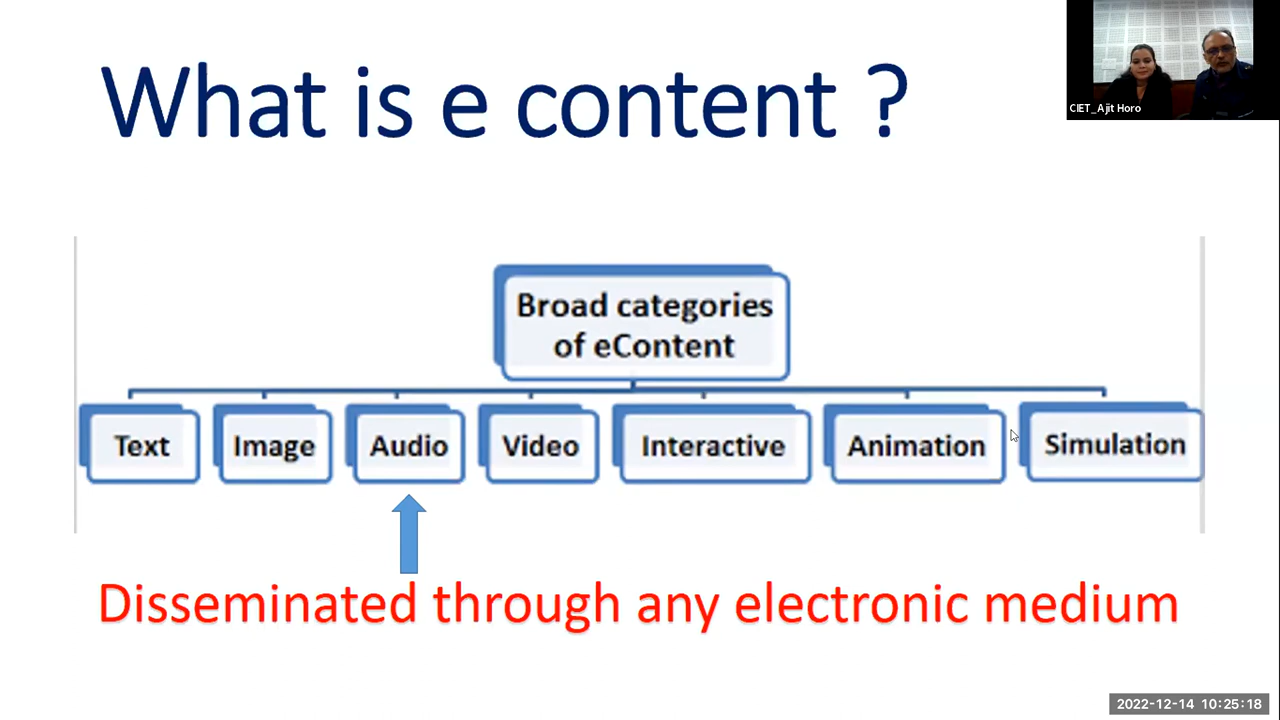 What is e content ?
CIET_Ajit Horo
Broad categories
of eContent
Text Image Audio Video Interactive Animation Simulation
Disseminated through any electronic medium
2022-12-14 10:25:18